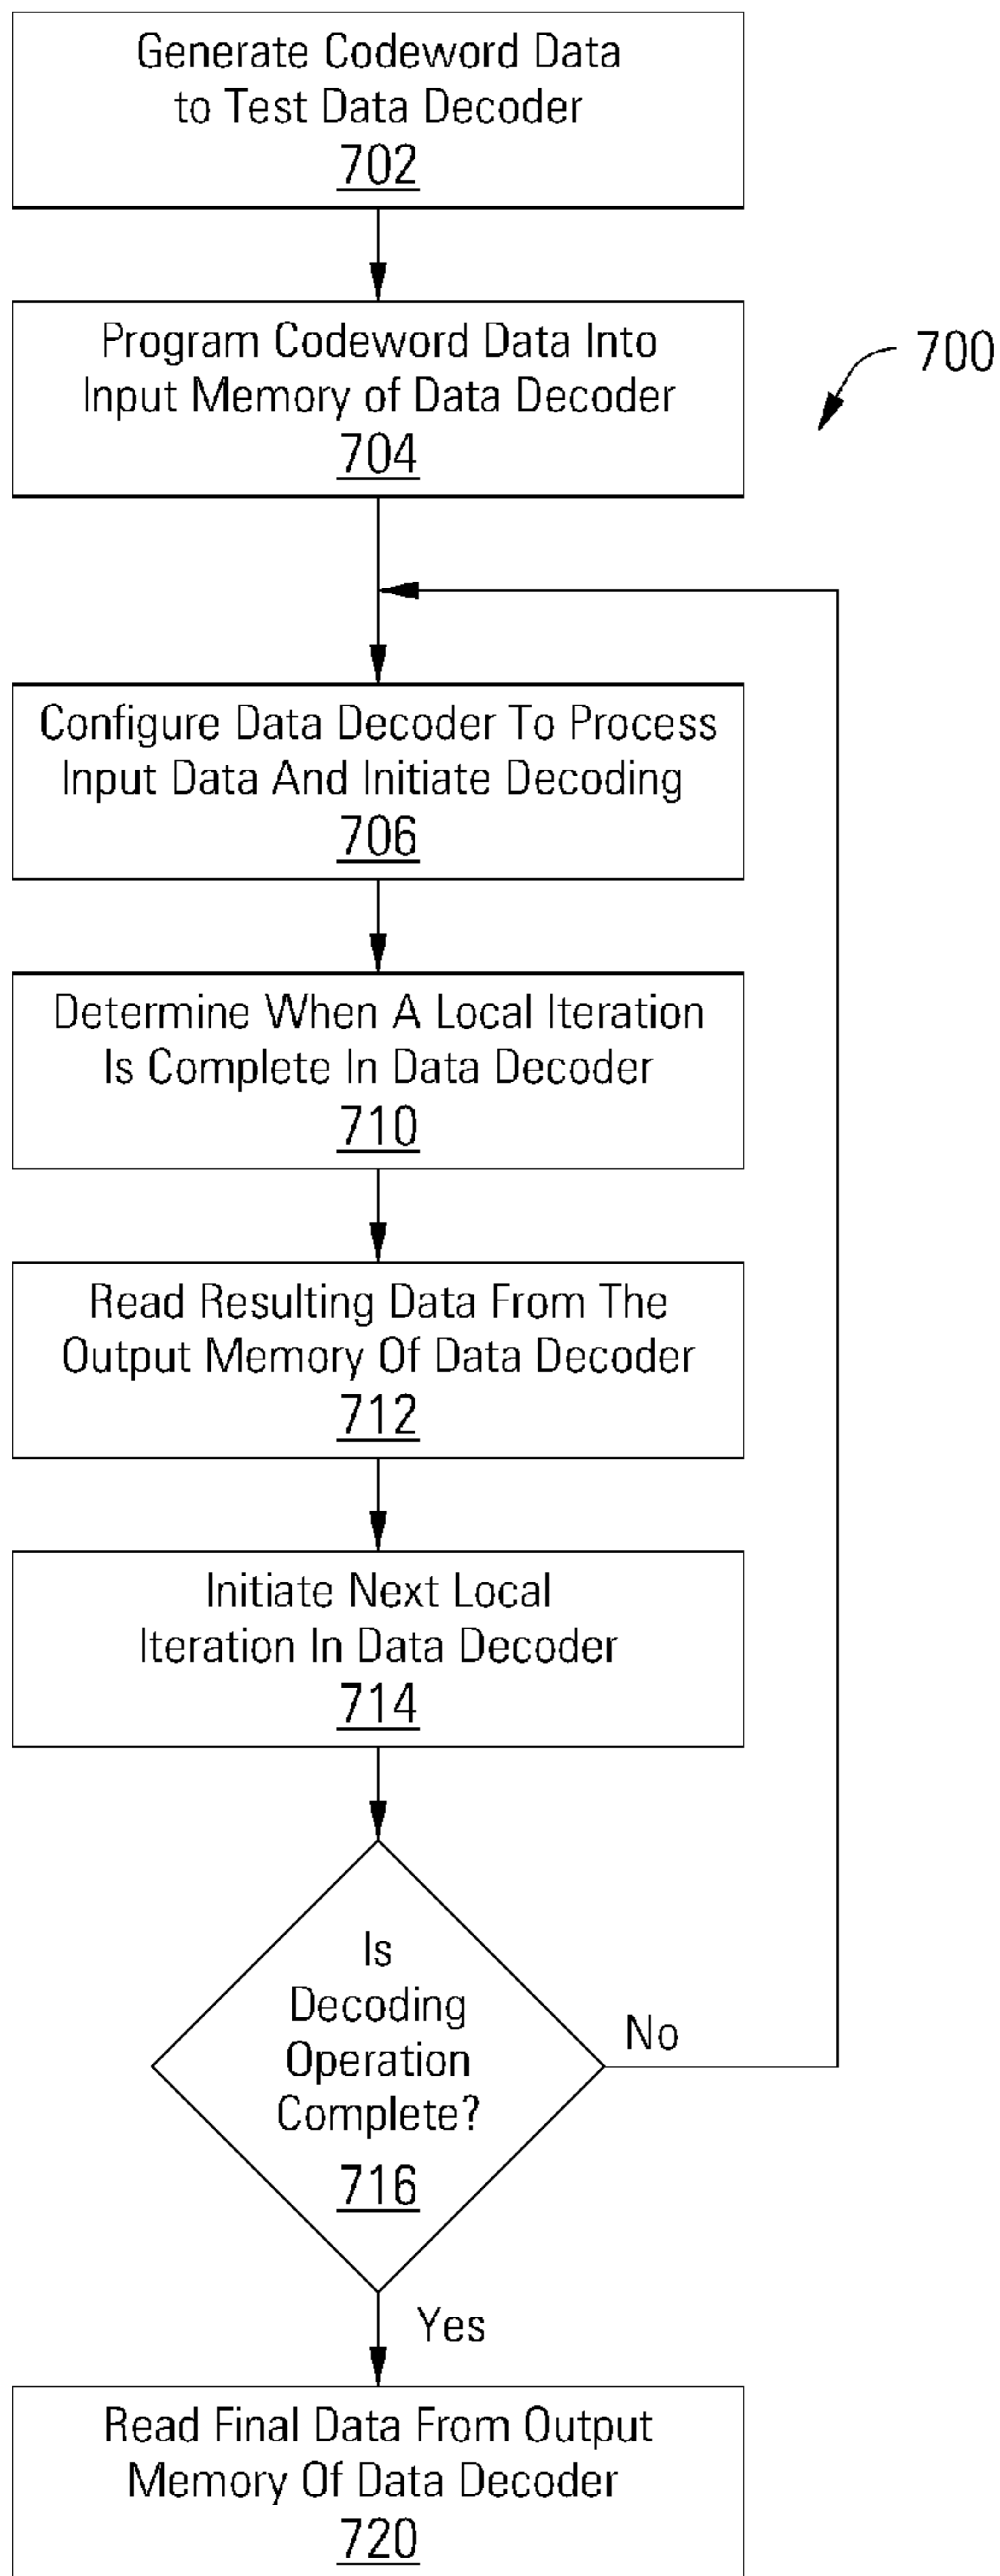 Generate Codeword Data
to Test Data Decoder
702
Program Codeword Data Into
Input Memory of Data Decoder
704
700
Configure Data Decoder To Process
Input Data And Initiate Decoding
706
Determine When A Local Iteration
Is Complete In Data Decoder
710
Read Resulting Data From The
Output Memory Of Data Decoder
712
Initiate Next Local
Iteration In Data Decoder
714
Is
Decoding
Operation
Complete?
716
No
Yes
Read Final Data From Output
Memory Of Data Decoder
720